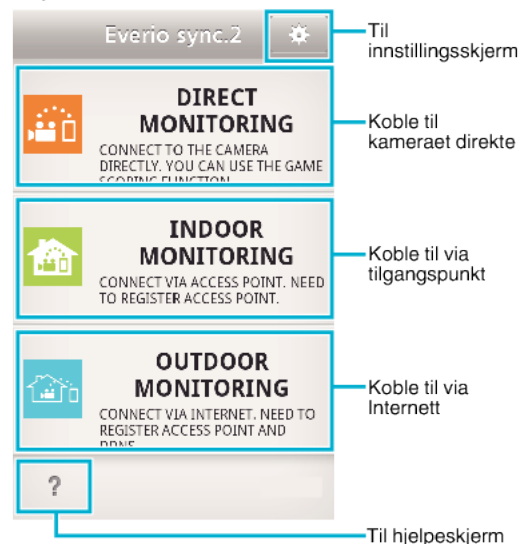 Everio sync.2
Til
innstillingsskjerm
DIRECT
MONITORING
CONNECT TO THE CAMERA
DIRECTLY. YOU CAN USE THE GAME
SCORING FUNCTION
Koble til
kameraet direkte
INDOOR
MONITORING
CONNECT VIA ACCESS POINT. NEED
TO REGISTER ACCESS POINT.
Koble til via
tilgangspunkt
OUTDOOR
MONITORING
CONNECT VIA INTERNET. NEED TO
REGISTER ACCESS POINT AND
Koble til via
Internett
?
Til hjelpeskjerm